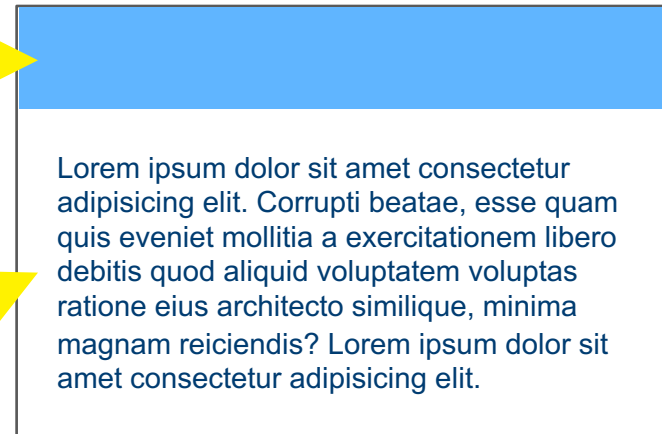 Lorem ipsum dolor sit amet consectetur
adipisicing elit. Corrupti beatae, esse quam
quis eveniet mollitia a exercitationem libero
debitis quod aliquid voluptatem voluptas
ratione eius architecto similique, minima
magnam reiciendis? Lorem ipsum dolor sit
amet consectetur adipisicing elit.